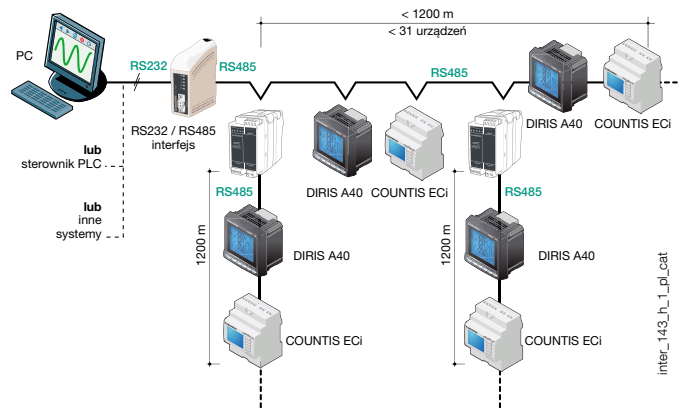 < 1200 m
< 31 urządzeń
PC
RS232
RS485
RS485
RS232 / RS485
interfejs
DIRIS A40
COUNTIS ECi
lub
sterownik PLC
DIRIS A40
COUNTIS ECi
RS485
RS485
lub
inne
systemy
1200 m
DIRIS A40
1200 m
DIRIS A40
COUNTIS ECi
COUNTIS ECi
inter_143_h_1_pl_cat